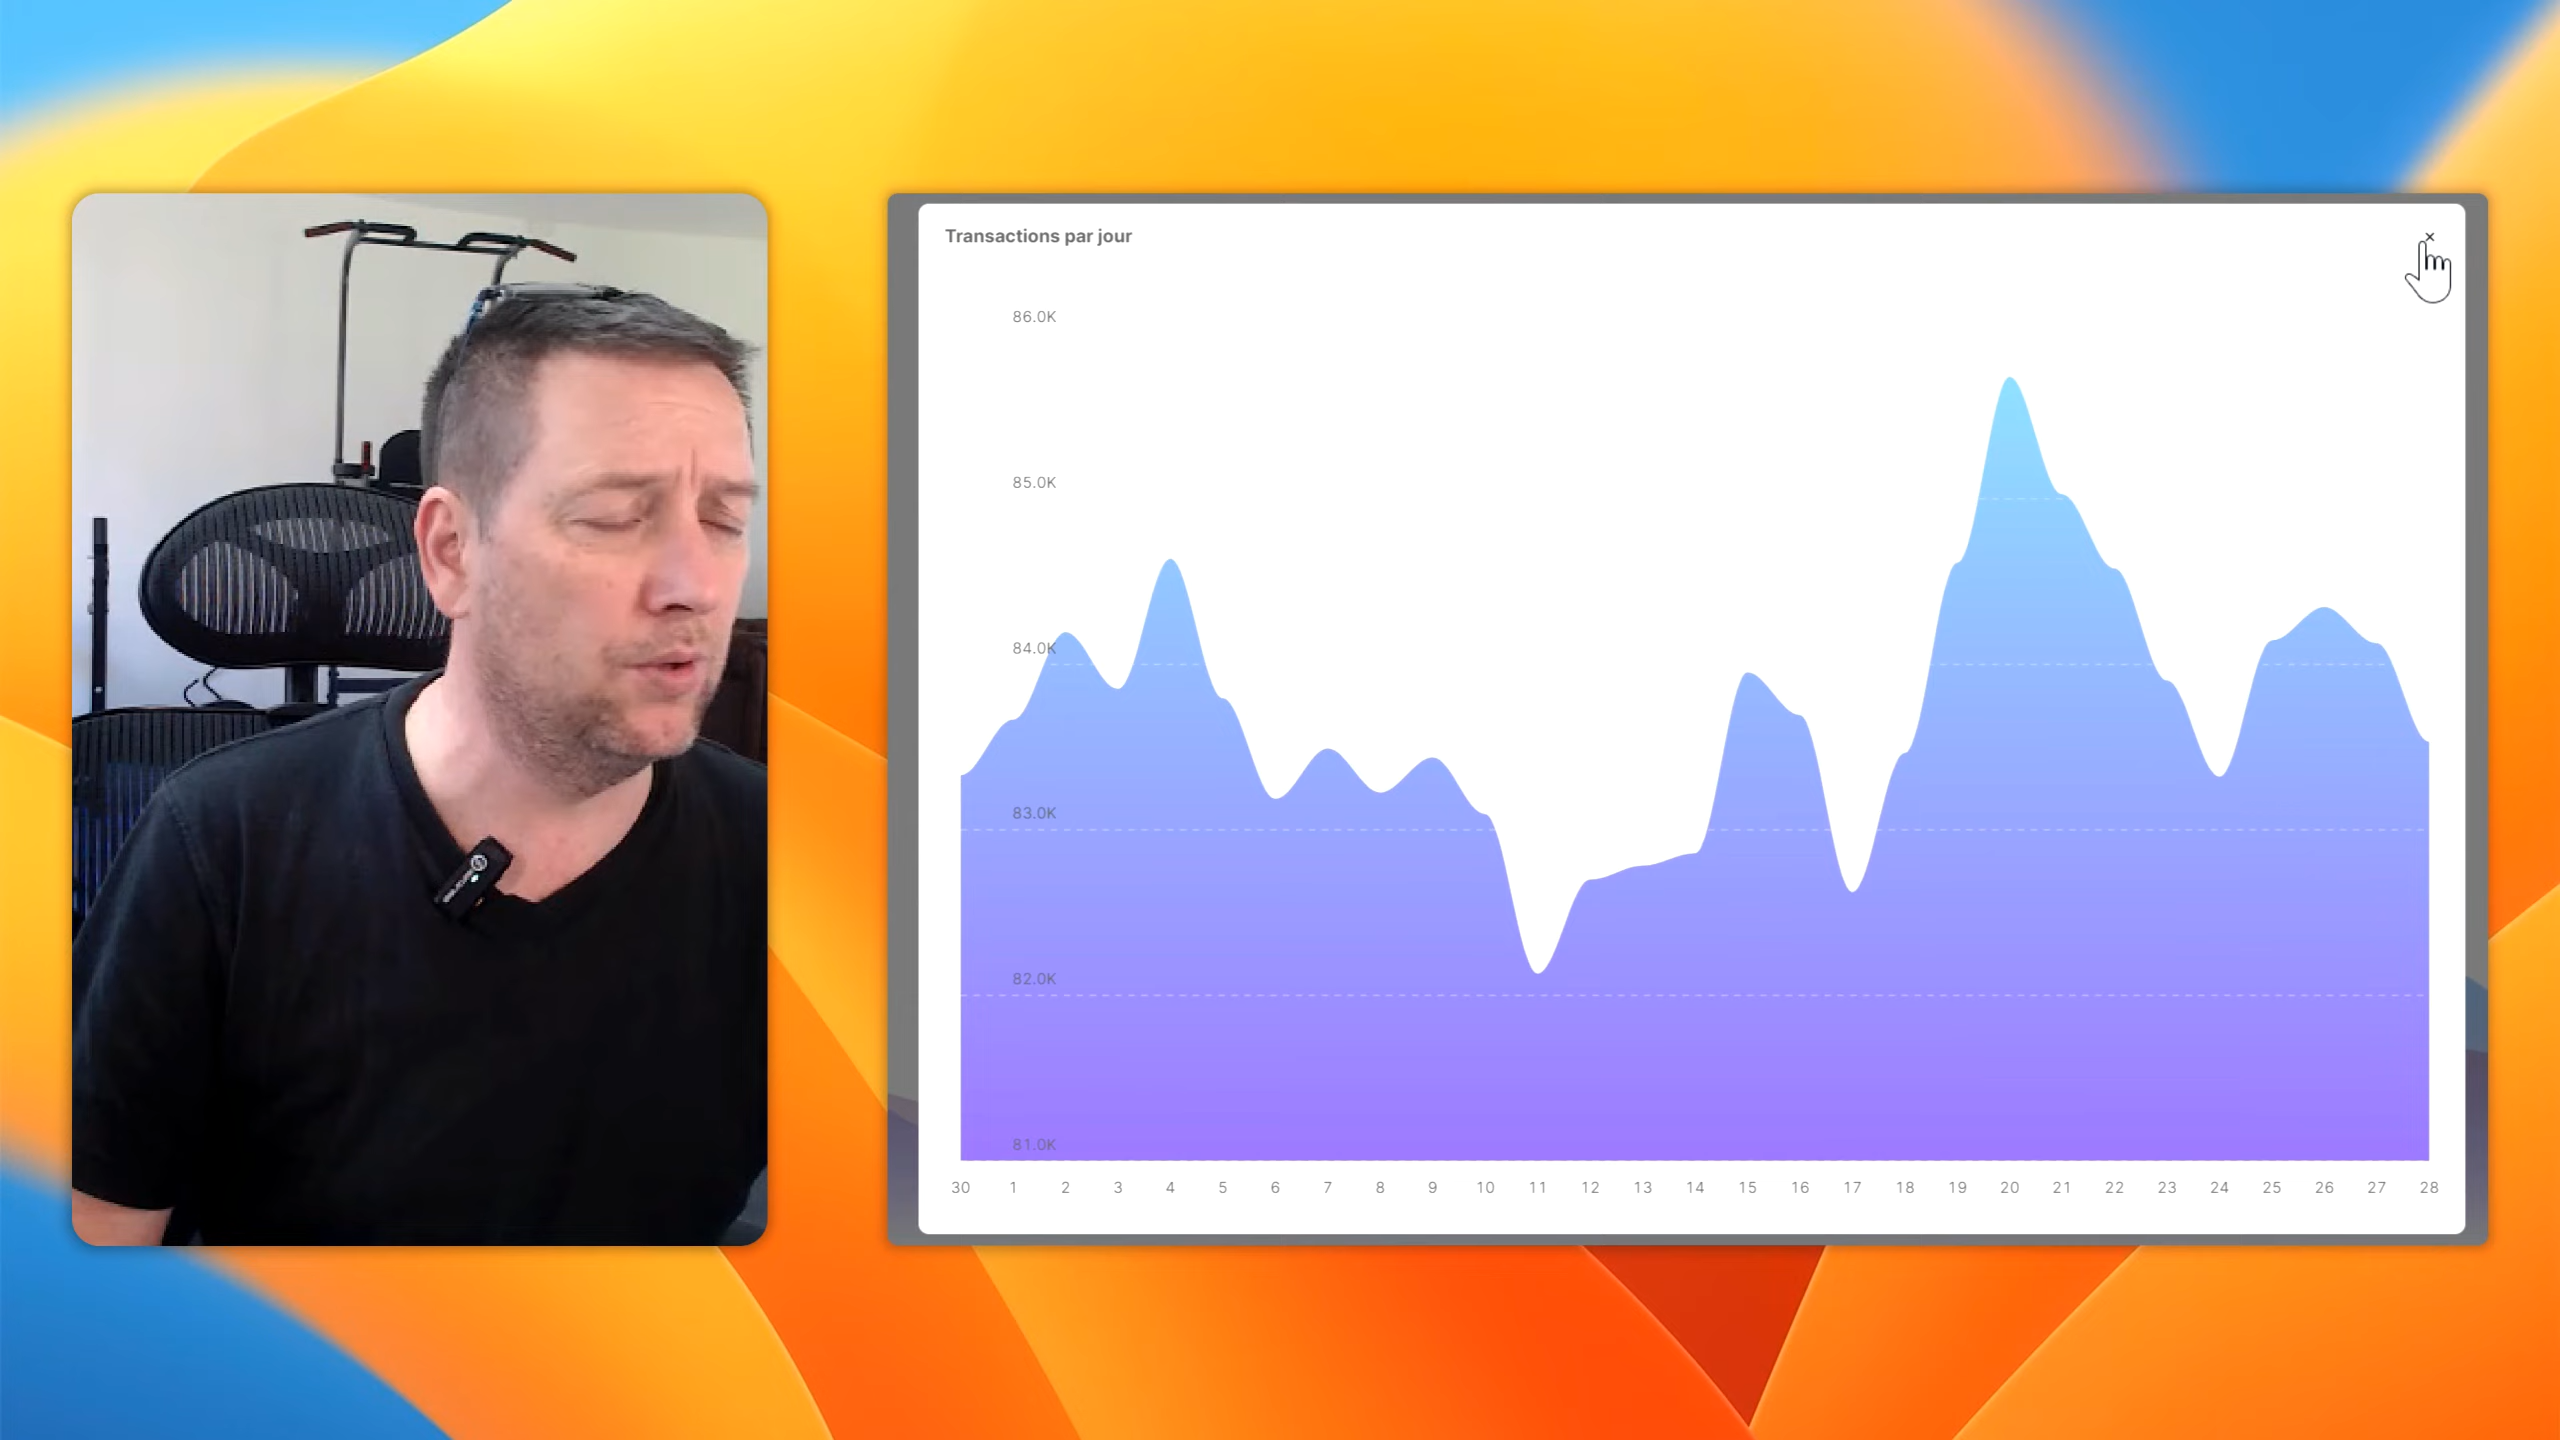 Transactions par jour
×
86.0K
85.0K
84.0K
83.0K
82.0K
81.0K
30 1 2 3 4 5 6 7 8 9 10 11 12 13 14 15 16 17 18 19 20 21 22 23 24 25 26 27 28